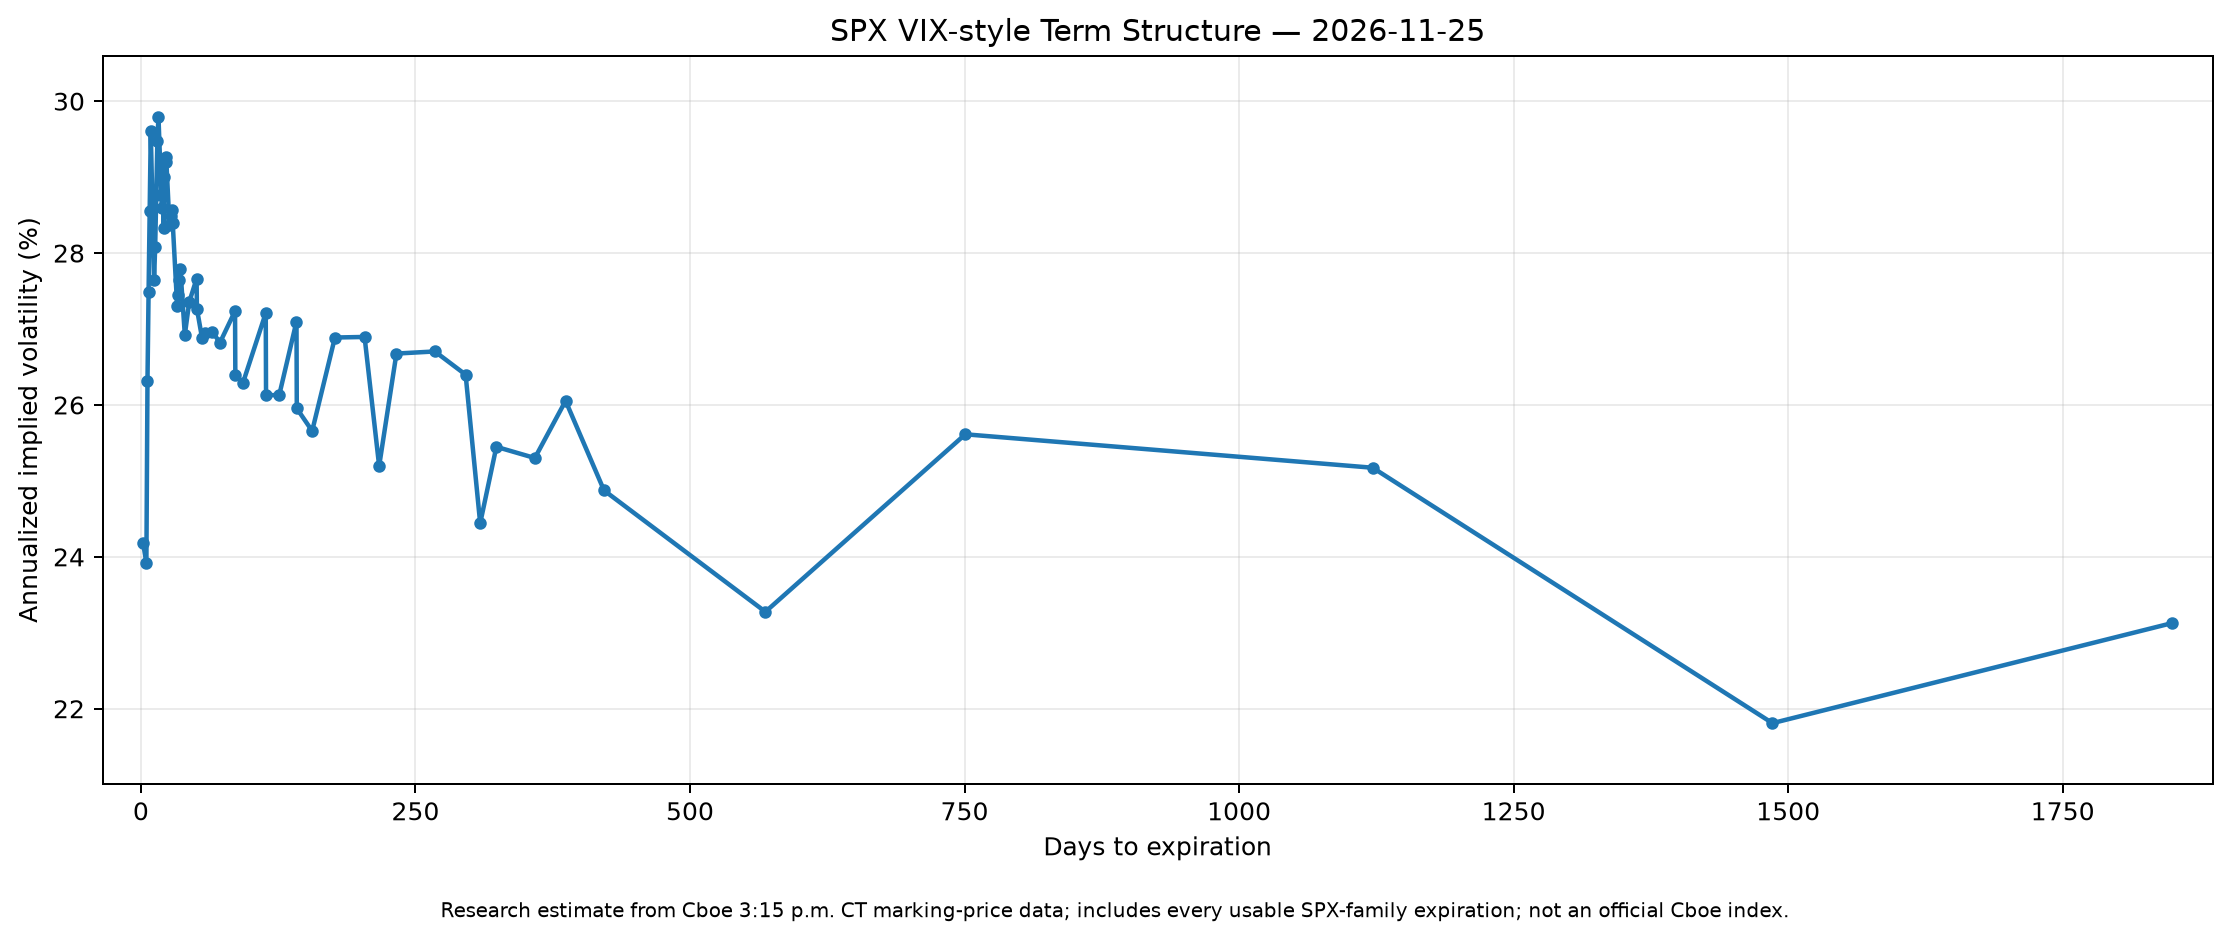 SPX VIX-style Term Structure — 2026-11-25
Annualized implied volatility (%)
30
28
26
24
22
0 250 500 750 1000 1250 1500 1750
Days to expiration
Research estimate from Cboe 3:15 p.m. CT marking-price data; includes every usable SPX-family expiration; not an official Cboe index.